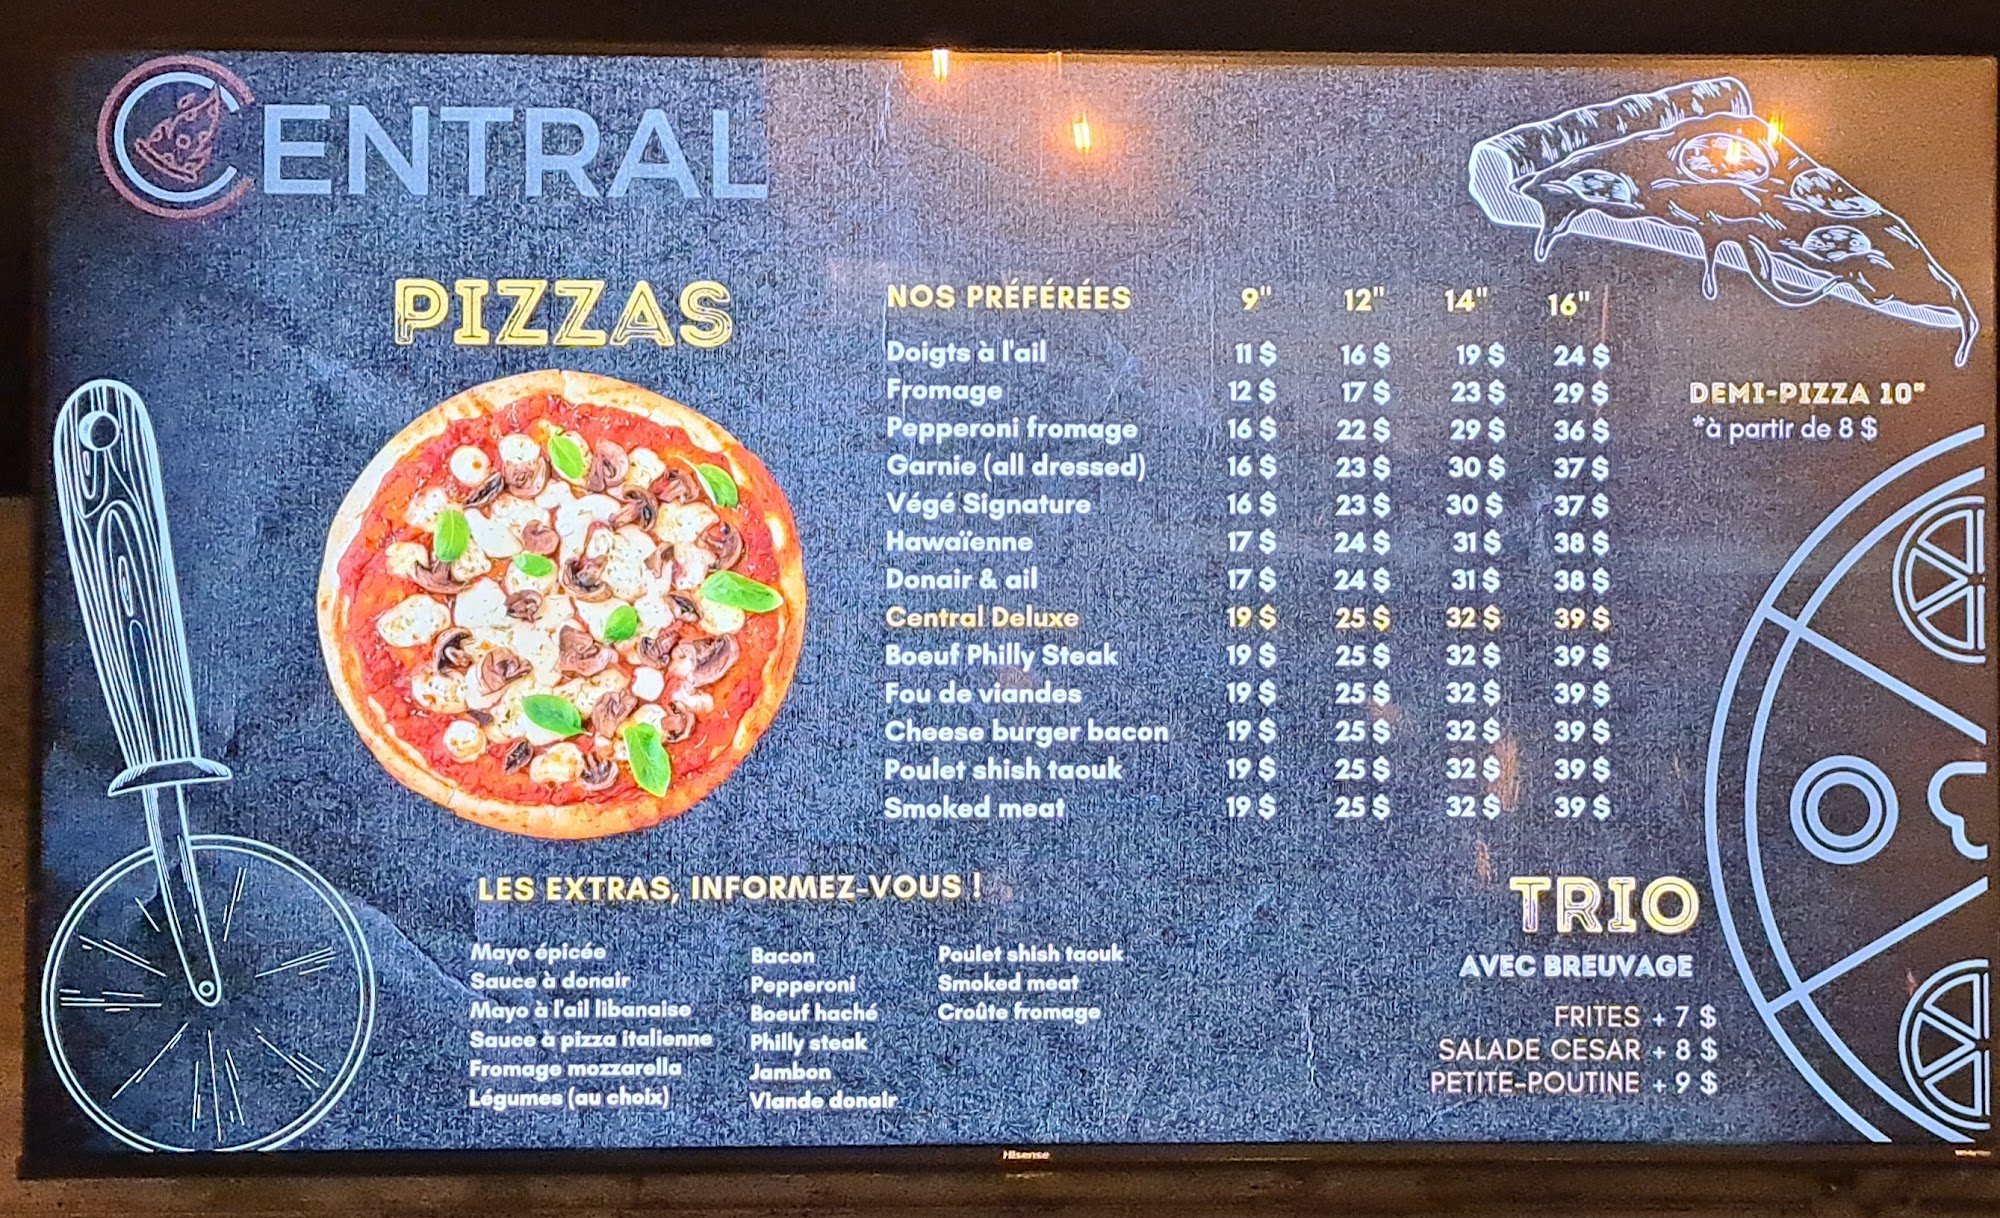 CENTRAL
PIZZAS
NOS PRÉFÉRÉES 9" 12" 14" 16"
Doigts à l'ail 11 $ 16 $ 19 $ 24 $
Fromage 12 $ 17 $ 23 $ 29 $
Pepperoni fromage 16 $ 22 $ 29 $ 36 $
Garnie (all dressed) 16 $ 23 $ 30 $ 37 $
Végé Signature 16 $ 23 $ 30 $ 37 $
Hawaïenne 17 $ 24 $ 31 $ 38 $
Donair & ail 17 $ 24 $ 31 $ 38 $
Central Deluxe 19 $ 25 $ 32 $ 39 $
Boeuf Philly Steak 19 $ 25 $ 32 $ 39 $
Fou de viandes 19 $ 25 $ 32 $ 39 $
Cheese burger bacon 19 $ 25 $ 32 $ 39 $
Poulet shish taouk 19 $ 25 $ 32 $ 39 $
Smoked meat 19 $ 25 $ 32 $ 39 $
DEMI-PIZZA 10"
*à partir de 8 $
LES EXTRAS, INFORMEZ-VOUS !
Mayo épicée
Sauce à donair
Mayo à l'ail libanaise
Sauce à pizza italienne
Fromage mozzarella
Légumes (au choix)
Bacon
Pepperoni
Boeuf haché
Philly steak
Jambon
Viande donair
Poulet shish taouk
Smoked meat
Croûte fromage
TRIO
AVEC BREUVAGE
FRITES + 7 $
SALADE CESAR + 8 $
PETITE-POUTINE + 9 $
Hisense